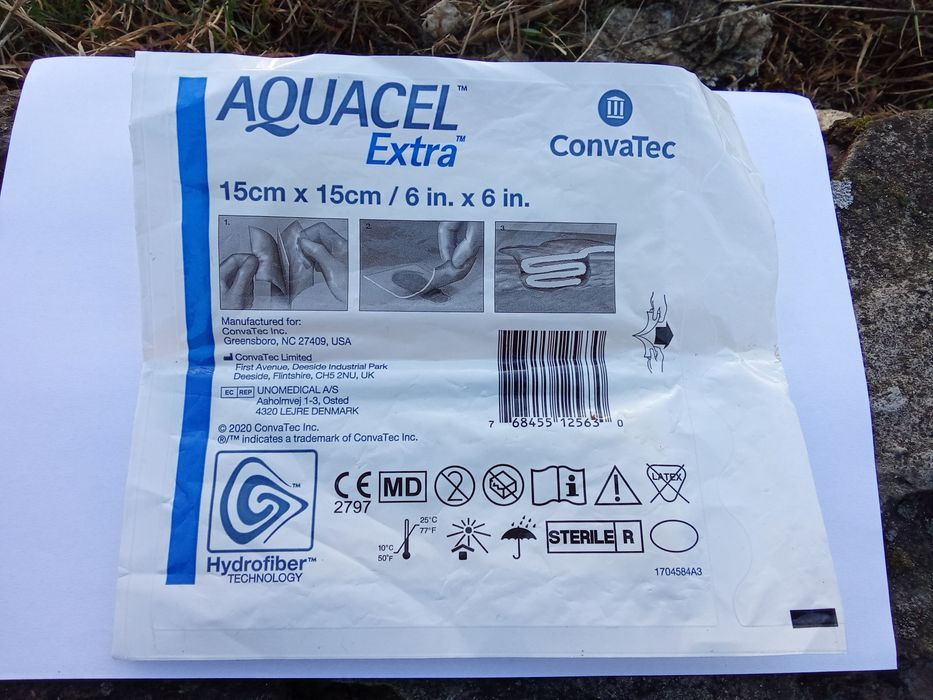 AQUACEL™
Extra™
ConvaTec
15cm x 15cm / 6 in. x 6 in.
1.
2.
3.
Manufactured for:
ConvaTec Inc.
Greensboro, NC 27409, USA
ConvaTec Limited
First Avenue, Deeside Industrial Park
Deeside, Flintshire, CH5 2NU, UK
EC REP UNOMEDICAL A/S
Aaholmvej 1-3, Osted
4320 LEJRE DENMARK
© 2020 ConvaTec Inc.
®/™ indicates a trademark of ConvaTec Inc.
7 68455 12563 0
™
Hydrofiber™
TECHNOLOGY
CE
2797
MD
2
i
!
LATEX
25°C
77°F
10°C
50°F
STERILE R
1704584A3